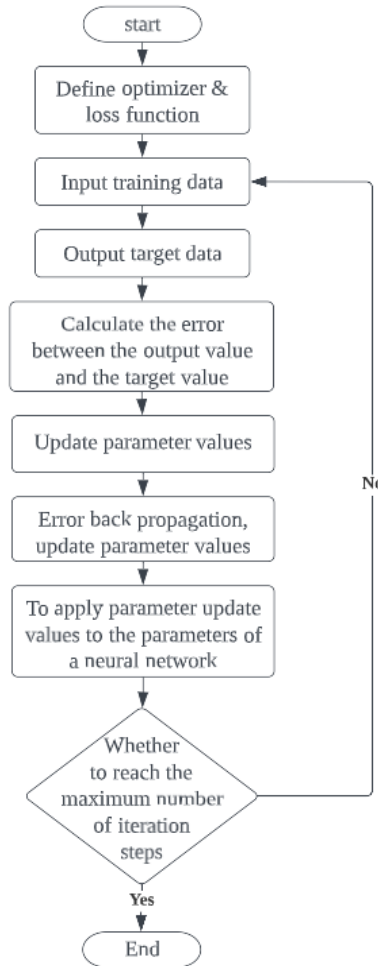 start
Define optimizer &
loss function
Input training data
Output target data
Calculate the error
between the output value
and the target value
Update parameter values
Error back propagation,
update parameter values
To apply parameter update
values to the parameters of
a neural network
Whether
to reach the
maximum number
of iteration
steps
Yes
End